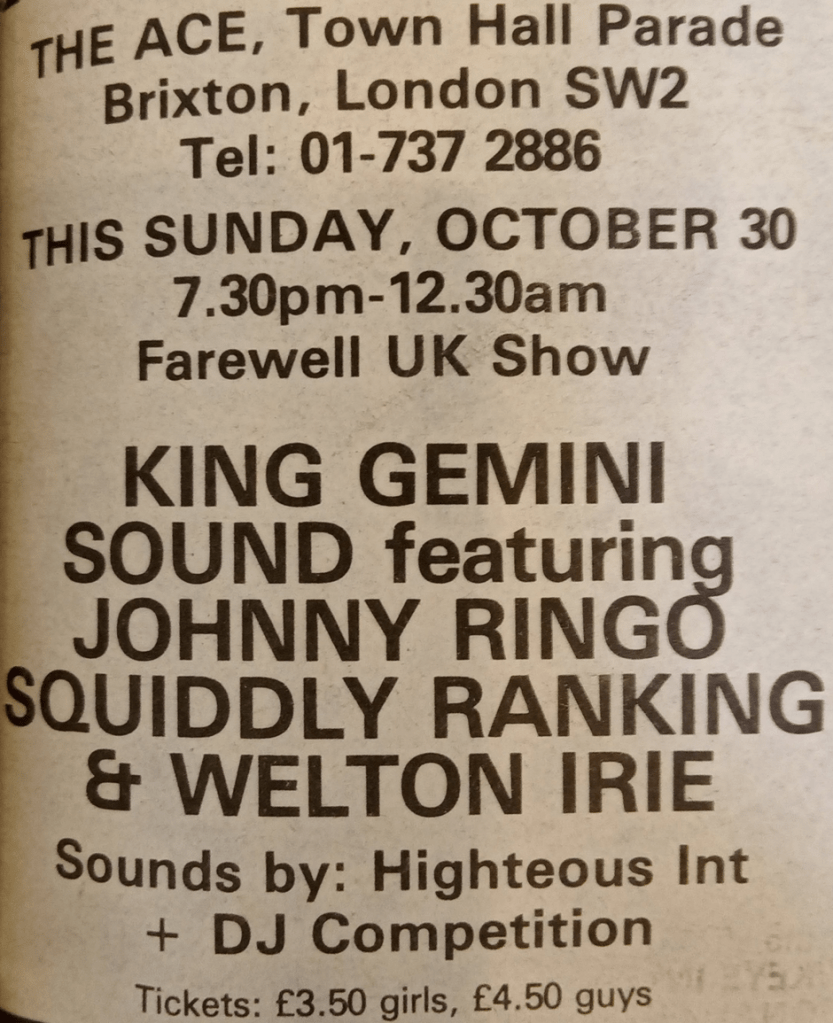 THE ACE, Town Hall Parade
Brixton, London SW2
Tel: 01-737 2886
THIS SUNDAY, OCTOBER 30
7.30pm-12.30am
Farewell UK Show
KING GEMINI
SOUND featuring
JOHNNY RINGO
SQUIDDLY RANKING
& WELTON IRIE
Sounds by: Highteous Int
+ DJ Competition
Tickets: £3.50 girls, £4.50 guys